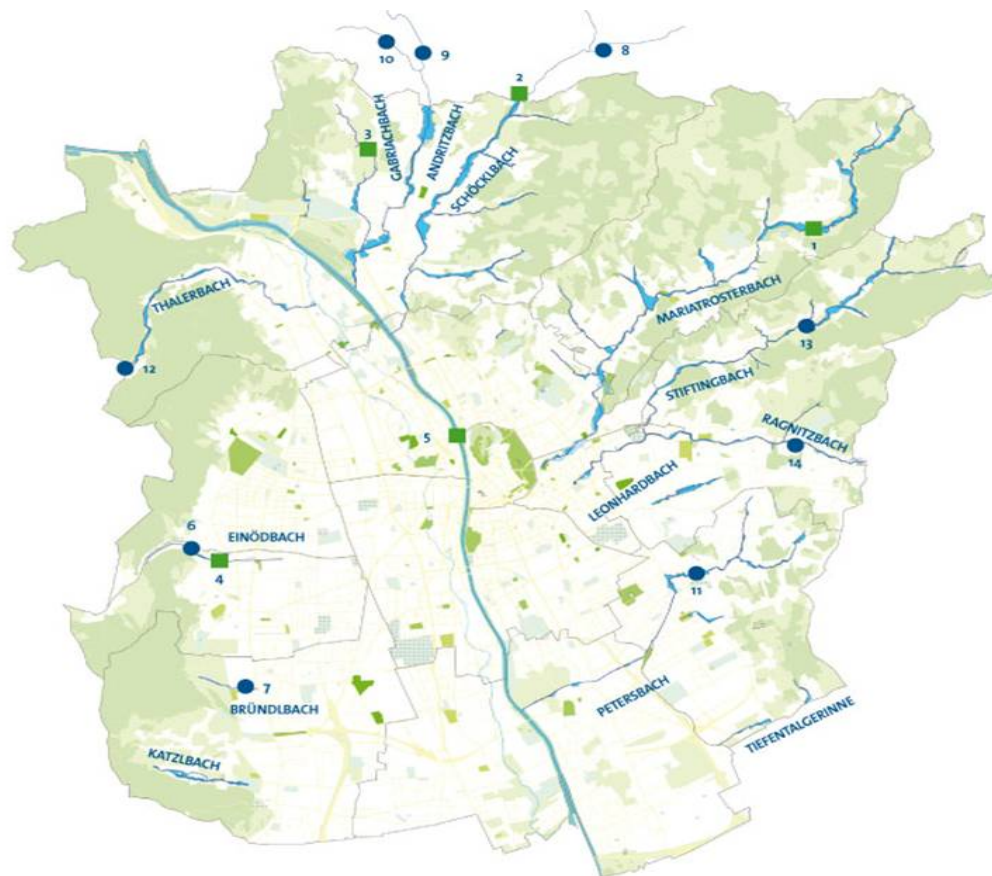 8
9
10
2
3
GABRIACHBACH
ANDRITZBACH
SCHÖCKLBACH
1
THALERBACH
MARIATROSTERBACH
13
12
STIFTINGBACH
RAGNITZBACH
5
14
LEONHARDBACH
6
EINÖDBACH
4
11
7
BRÜNDLBACH
PETERSBACH
TIEFENTALGERINNE
KATZLBACH